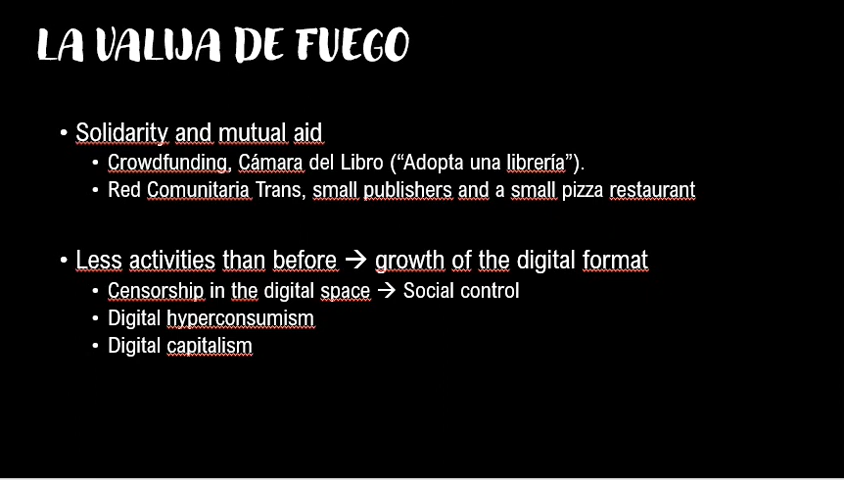 LA VALIJA DE FUEGO
• Solidarity and mutual aid
• Crowdfunding, Cámara del Libro (“Adopta una librería”).
• Red Comunitaria Trans, small publishers and a small pizza restaurant
• Less activities than before → growth of the digital format
• Censorship in the digital space → Social control
• Digital hyperconsumism
• Digital capitalism